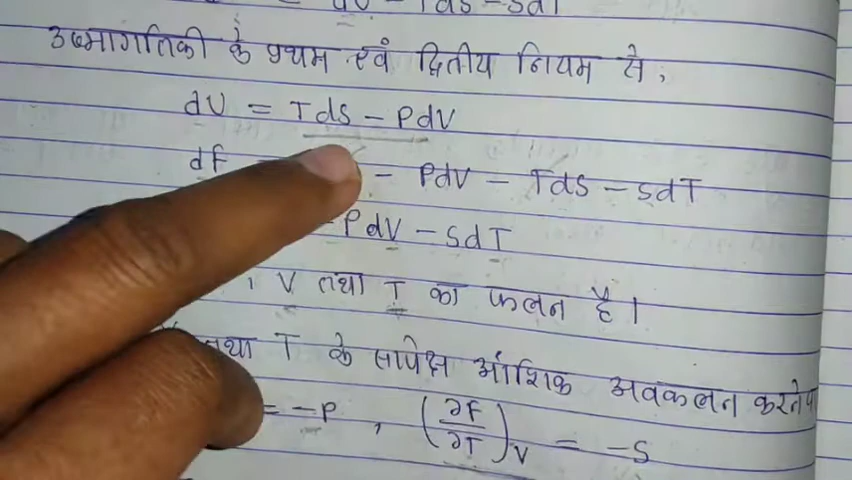 = dU - TdS - SdT
उष्मागतिकी के प्रथम एवं द्वितीय नियम से,
dU = TdS - PdV
dF - PdV - TdS - SdT
- PdV - SdT
, V तथा T का फलन है।
तथा T के सापेक्ष आंशिक अवकलन करने
= -P , (∂F/∂T)V = -S